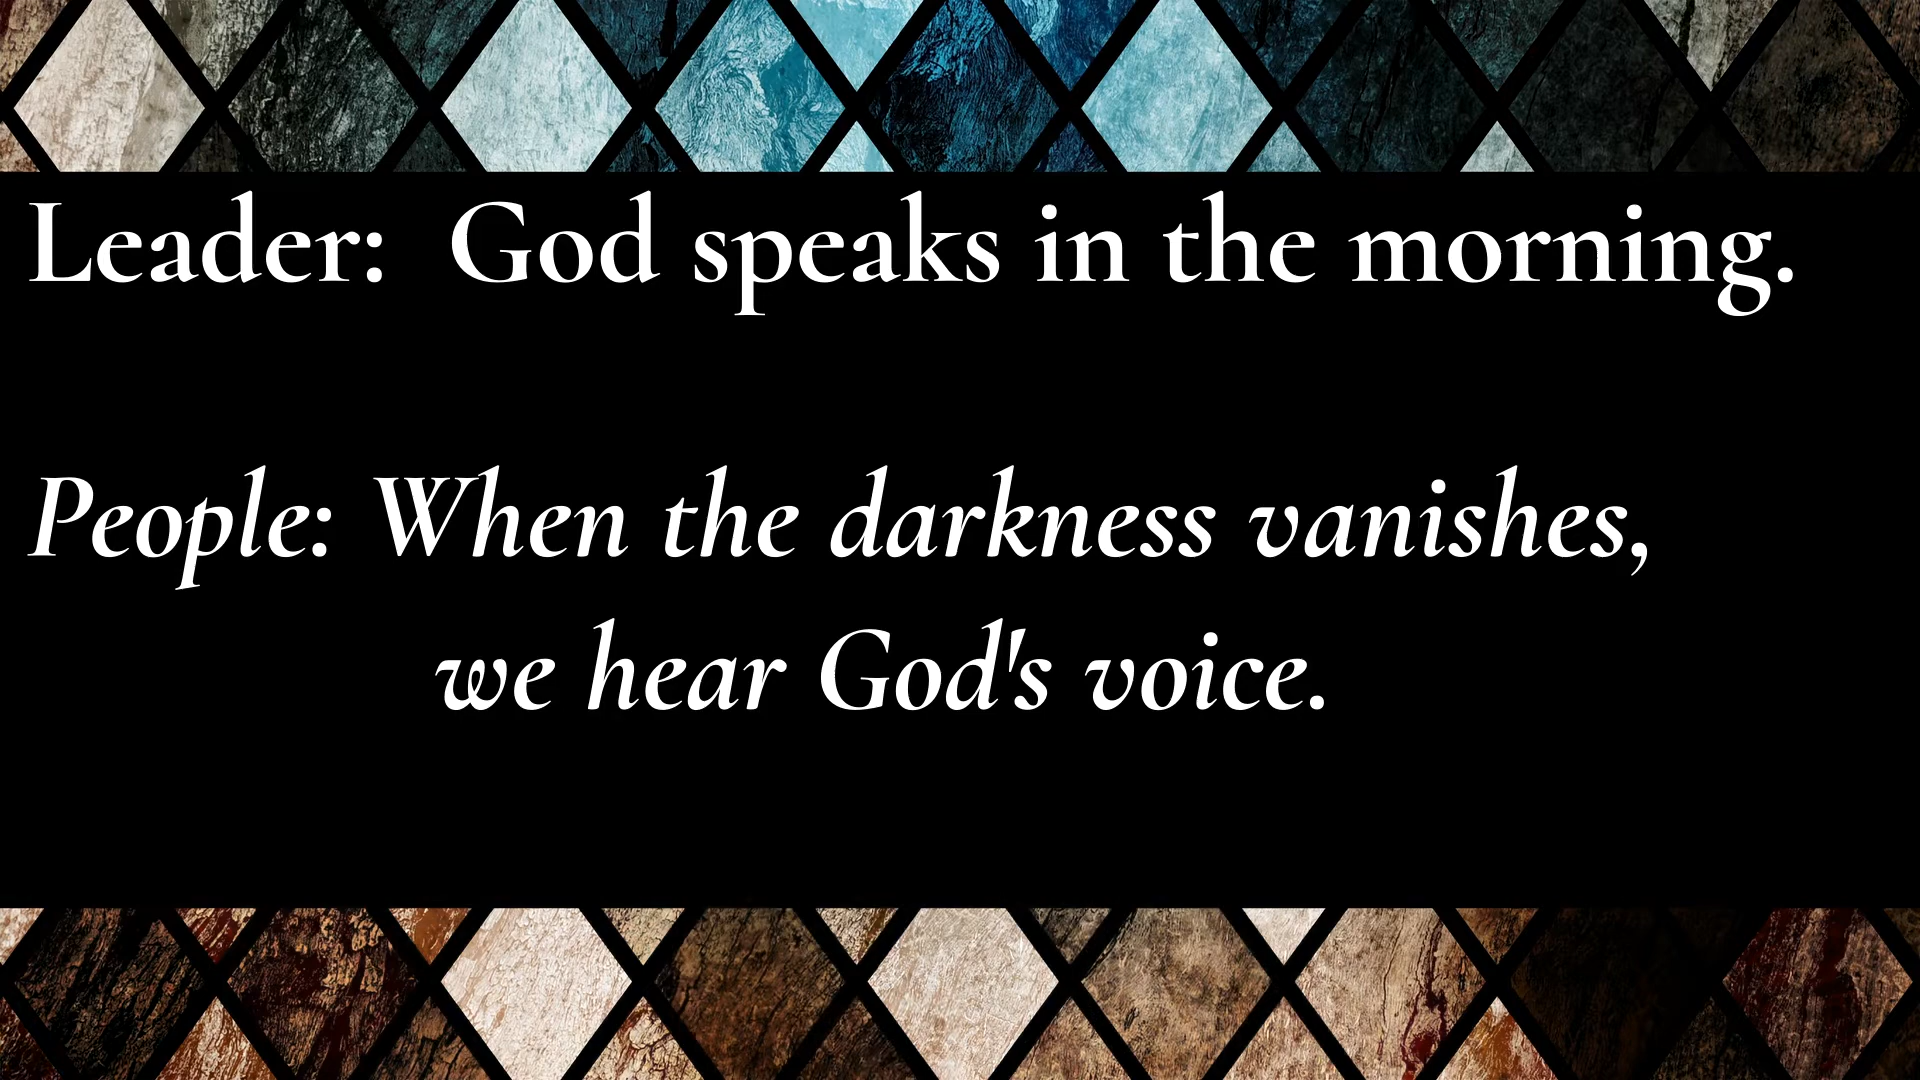 Leader:  God speaks in the morning.
People: When the darkness vanishes,
we hear God's voice.